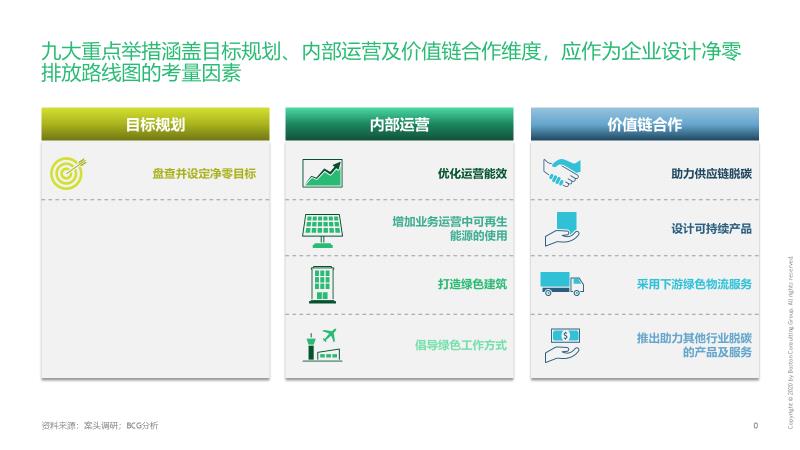 九大重点举措涵盖目标规划、内部运营及价值链合作维度，应作为企业设计净零
排放路线图的考量因素
目标规划
盘查并设定净零目标
内部运营
优化运营能效
增加业务运营中可再生
能源的使用
打造绿色建筑
倡导绿色工作方式
价值链合作
助力供应链脱碳
设计可持续产品
采用下游绿色物流服务
$
推出助力其他行业脱碳
的产品及服务
资料来源：案头调研；BCG分析
0
Copyright © 2020 by Boston Consulting Group. All rights reserved.